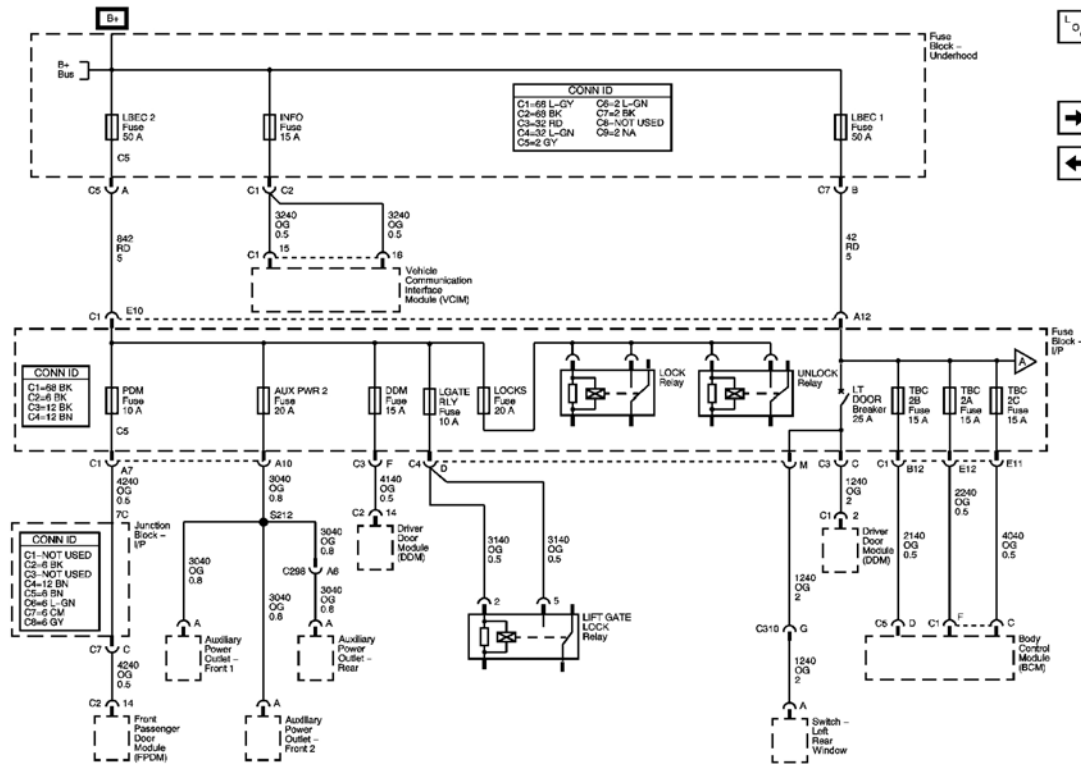 B+
B+
Bus
LBEC 2
Fuse
50 A
C5
INFO
Fuse
15 A
CONN ID
C1=68 L-GY
C2=68 BK
C3=32 RD
C4=32 L-GN
C5=2 GY
C6=2 L-GN
C7=2 BK
C8-NOT USED
C9=2 NA
LBEC 1
Fuse
50 A
Fuse
Block –
Underhood
L
O
C5 A
C1 C2
C7 B
842
RD
5
3240
OG
0.5
3240
OG
0.5
42
RD
5
C1 15
16
Vehicle
Communication
Interface
Module (VCIM)
C1 E10
A12
Fuse
Block –
I/P
CONN ID
C1=68 BK
C2=6 BK
C3=12 BK
C4=12 BN
PDM
Fuse
10 A
C5
AUX PWR 2
Fuse
20 A
DDM
Fuse
15 A
LGATE
RLY
Fuse
10 A
LOCKS
Fuse
20 A
LOCK
Relay
UNLOCK
Relay
LT
DOOR
Breaker
25 A
TBC
2B
Fuse
15 A
TBC
2A
Fuse
15 A
TBC
2C
Fuse
15 A
A
C1 A7
A10
C3 F
C4 D
M
C3 C
C1 B12
E12
E11
4240
OG
0.5
7C
3040
OG
0.8
4140
OG
0.5
1240
OG
2
2240
OG
0.5
Junction
Block –
I/P
CONN ID
C1-NOT USED
C2=6 BK
C3-NOT USED
C4=12 BN
C5=6 BN
C6=6 L-GN
C7=6 CM
C8=6 GY
S212
C2 14
Driver
Door
Module
(DDM)
C1 2
Driver
Door
Module
(DDM)
3040
OG
0.8
3040
OG
0.8
C298 A6
3040
OG
0.8
3040
OG
0.8
3140
OG
0.5
3140
OG
0.5
1240
OG
2
2140
OG
0.5
4040
OG
0.5
2
5
LIFT GATE
LOCK
Relay
A
Auxiliary
Power
Outlet –
Front 1
A
Auxiliary
Power
Outlet –
Rear
C310 G
1240
OG
2
C5 D
C1 F
C
Body
Control
Module
(BCM)
C7 C
4240
OG
0.5
C2 14
Front
Passenger
Door
Module
(FPDM)
A
Auxiliary
Power
Outlet –
Front 2
A
Switch –
Left
Rear
Window